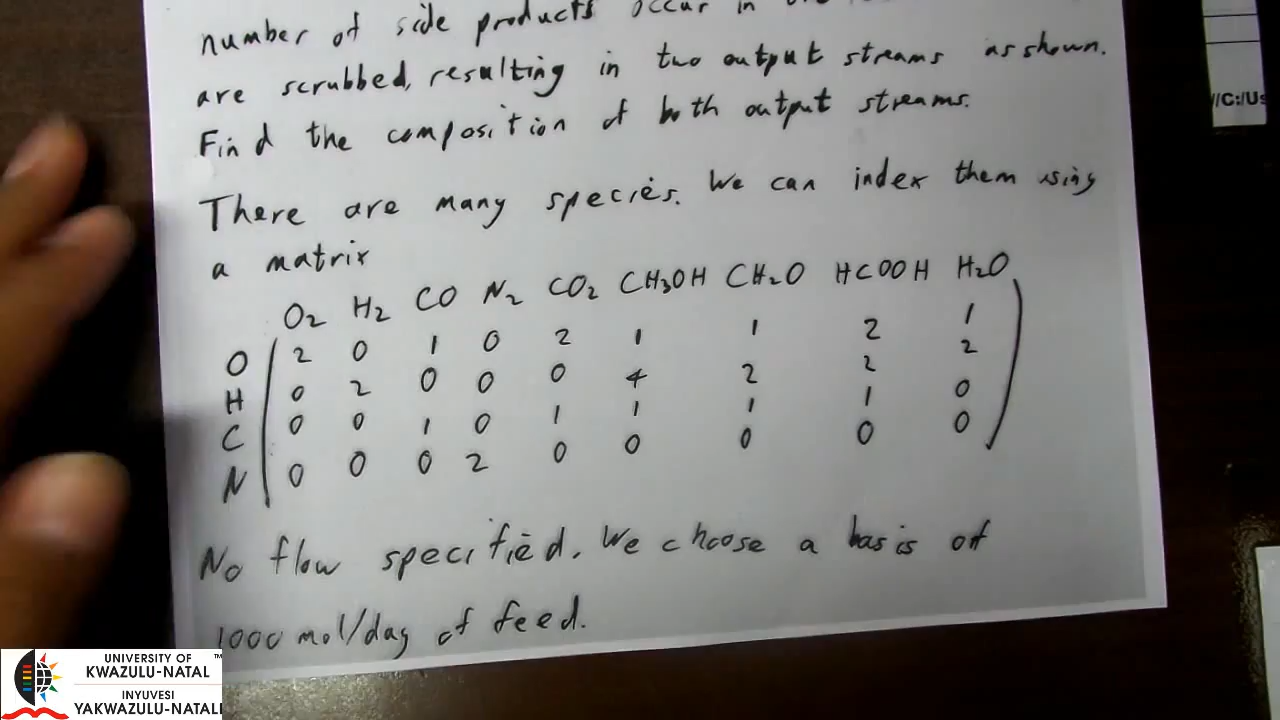 number of side products occur in
are scrubbed, resulting in two output streams as shown.
Find the composition of both output streams.
There are many species. We can index them using
a matrix
O2 H2 CO N2 CO2 CH3OH CH2O HCOOH H2O
O 2 0 1 0 2 1 1 2 1
H 0 2 0 0 0 4 2 2 2
C 0 0 1 0 1 1 1 1 0
N 0 0 0 2 0 0 0 0 0
No flow specified. We choose a basis of
1000 mol/day of feed.
//C:/Us
UNIVERSITY OF
KWAZULU-NATAL
TM
INYUVESI
YAKWAZULU-NATALI